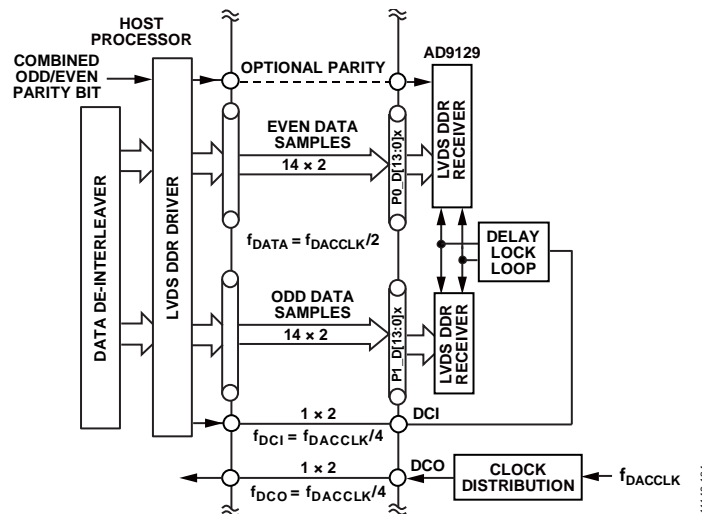 HOST
PROCESSOR
AD9129
COMBINED
ODD/EVEN
PARITY BIT
OPTIONAL PARITY
DATA DE-INTERLEAVER
LVDS DDR DRIVER
EVEN DATA
SAMPLES
14 × 2
P0_D[13:0]x
LVDS DDR
RECEIVER
fDATA = fDACCLK/2
DELAY
LOCK
LOOP
ODD DATA
SAMPLES
14 × 2
P1_D[13:0]x
LVDS DDR
RECEIVER
1 × 2
DCI
fDCI = fDACCLK/4
1 × 2
DCO
fDCO = fDACCLK/4
CLOCK
DISTRIBUTION
fDACCLK